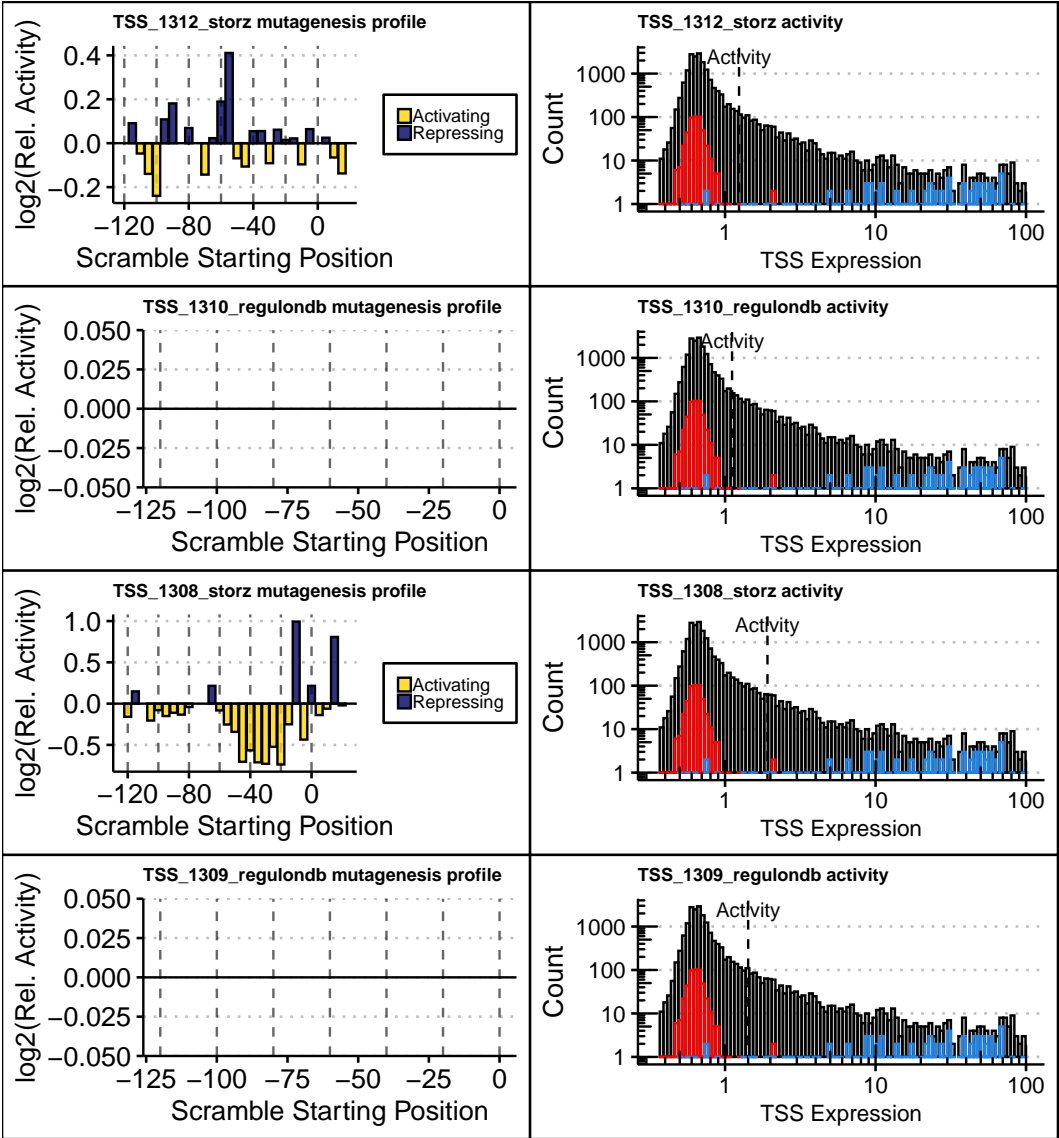 TSS_1312_storz mutagenesis profile
log2(Rel. Activity)
0.4
0.2
0.0
−0.2
−120 −80 −40 0
Scramble Starting Position
Activating
Repressing
TSS_1312_storz activity
Activity
Count
1000
100
10
1
1 10 100
TSS Expression
TSS_1310_regulondb mutagenesis profile
log2(Rel. Activity)
0.050
0.025
0.000
−0.025
−0.050
−125 −100 −75 −50 −25 0
Scramble Starting Position
TSS_1310_regulondb activity
Activity
Count
1000
100
10
1
1 10 100
TSS Expression
TSS_1308_storz mutagenesis profile
log2(Rel. Activity)
1.0
0.5
0.0
−0.5
−120 −80 −40 0
Scramble Starting Position
Activating
Repressing
TSS_1308_storz activity
Activity
Count
1000
100
10
1
1 10 100
TSS Expression
TSS_1309_regulondb mutagenesis profile
log2(Rel. Activity)
0.050
0.025
0.000
−0.025
−0.050
−125 −100 −75 −50 −25 0
Scramble Starting Position
TSS_1309_regulondb activity
Activity
Count
1000
100
10
1
1 10 100
TSS Expression